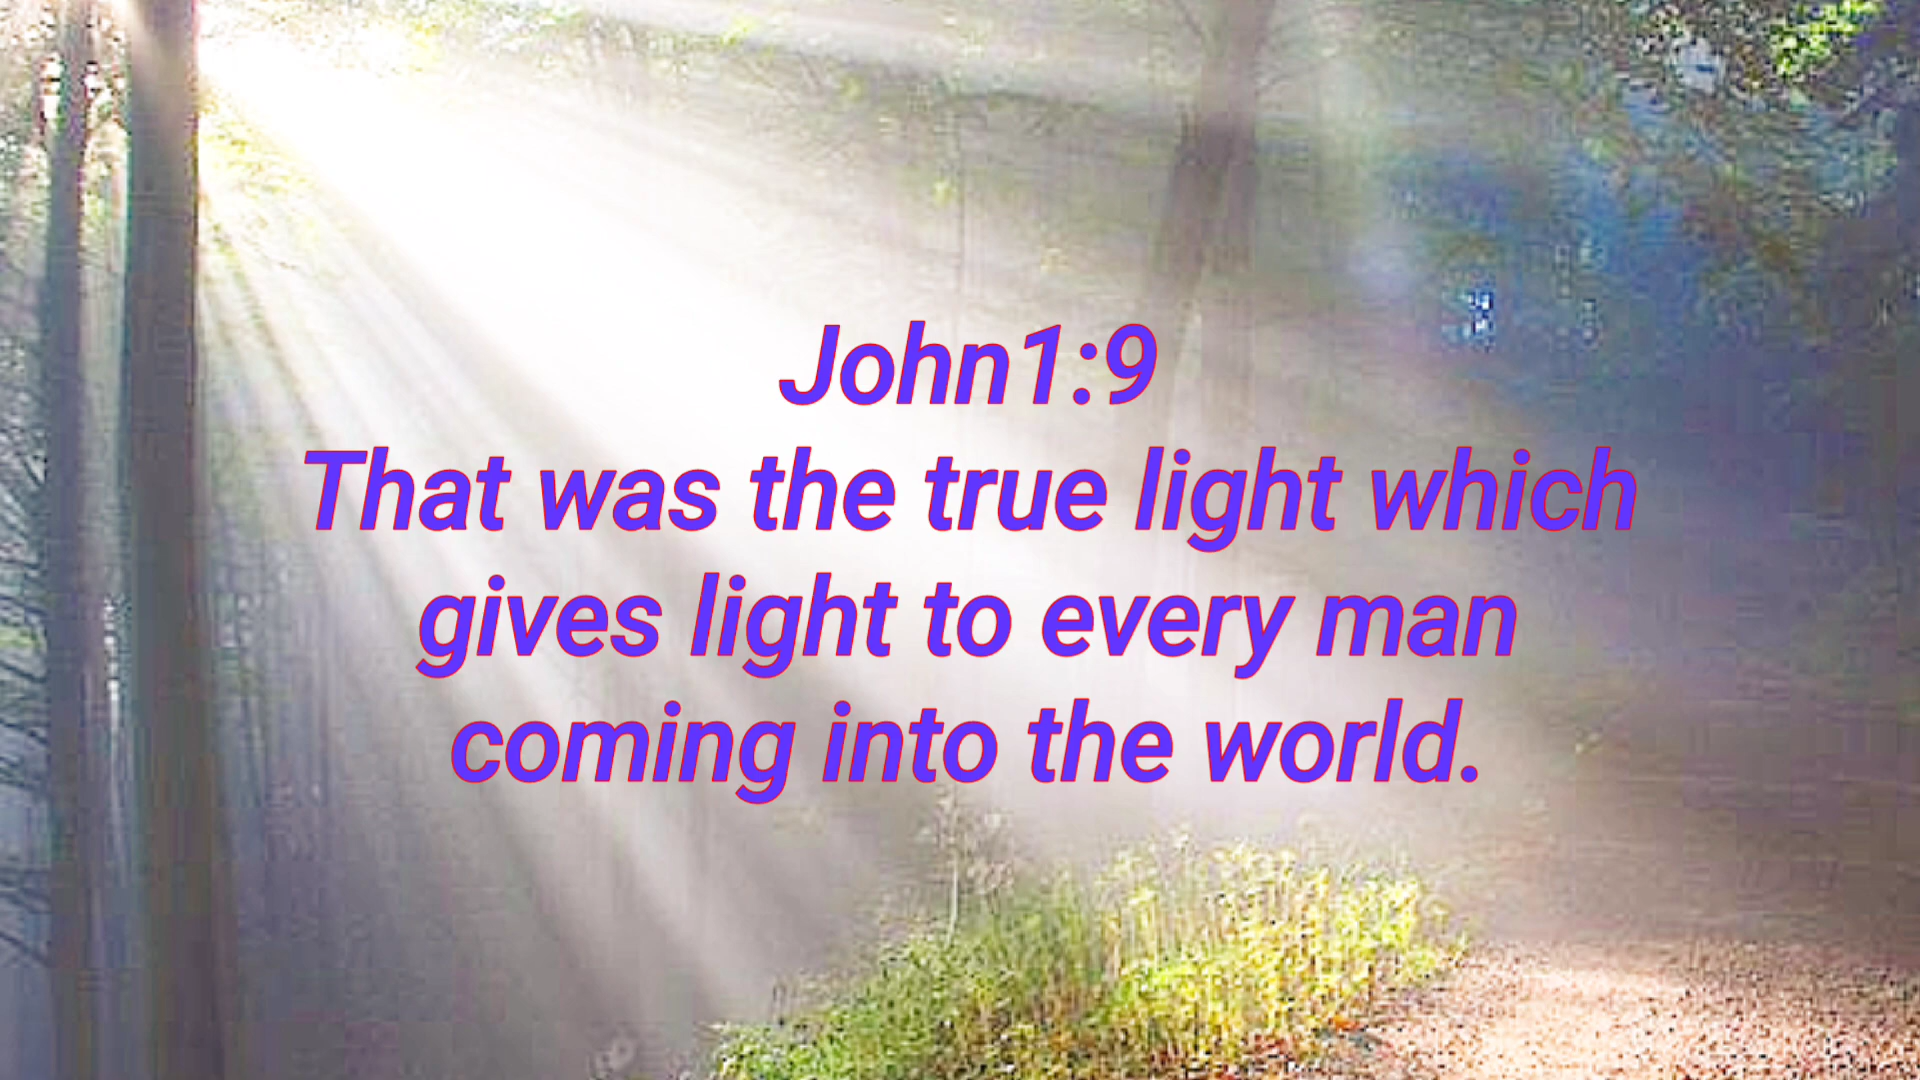 John1:9
That was the true light which
gives light to every man
coming into the world.